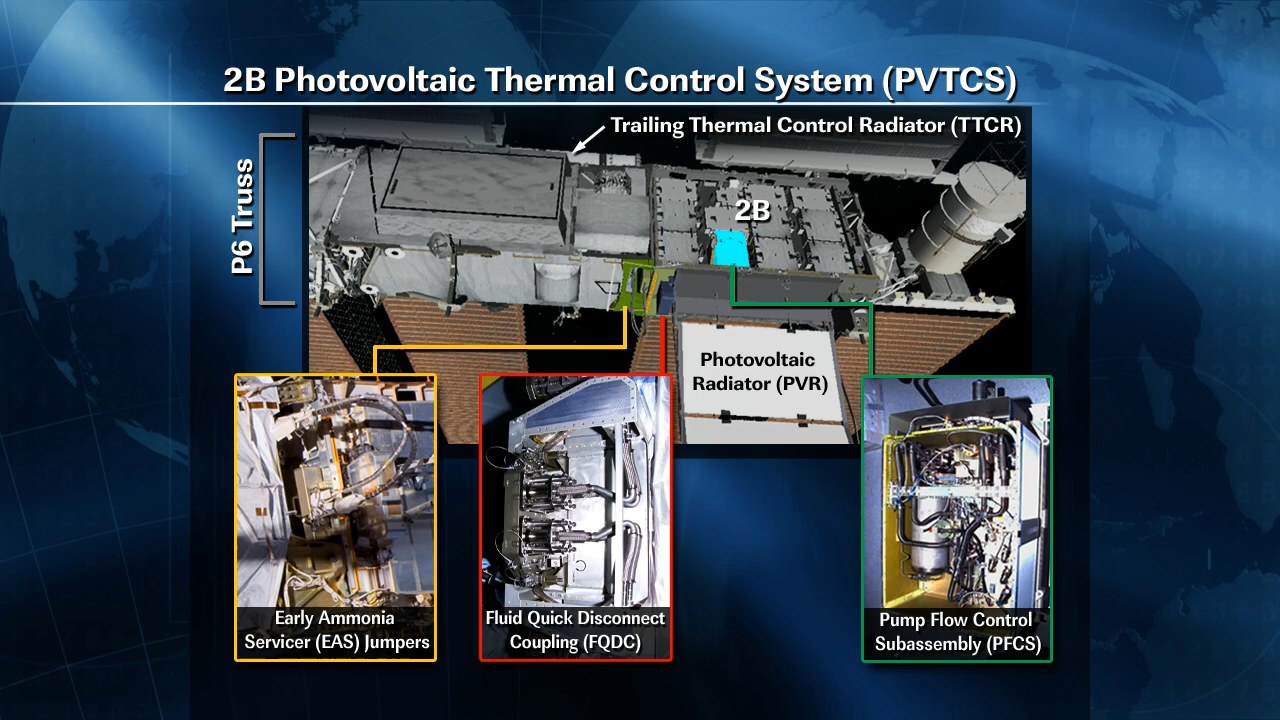 2B Photovoltaic Thermal Control System (PVTCS)
Trailing Thermal Control Radiator (TTCR)
P6 Truss
2B
Photovoltaic
Radiator (PVR)
Early Ammonia
Servicer (EAS) Jumpers
Fluid Quick Disconnect
Coupling (FQDC)
Pump Flow Control
Subassembly (PFCS)